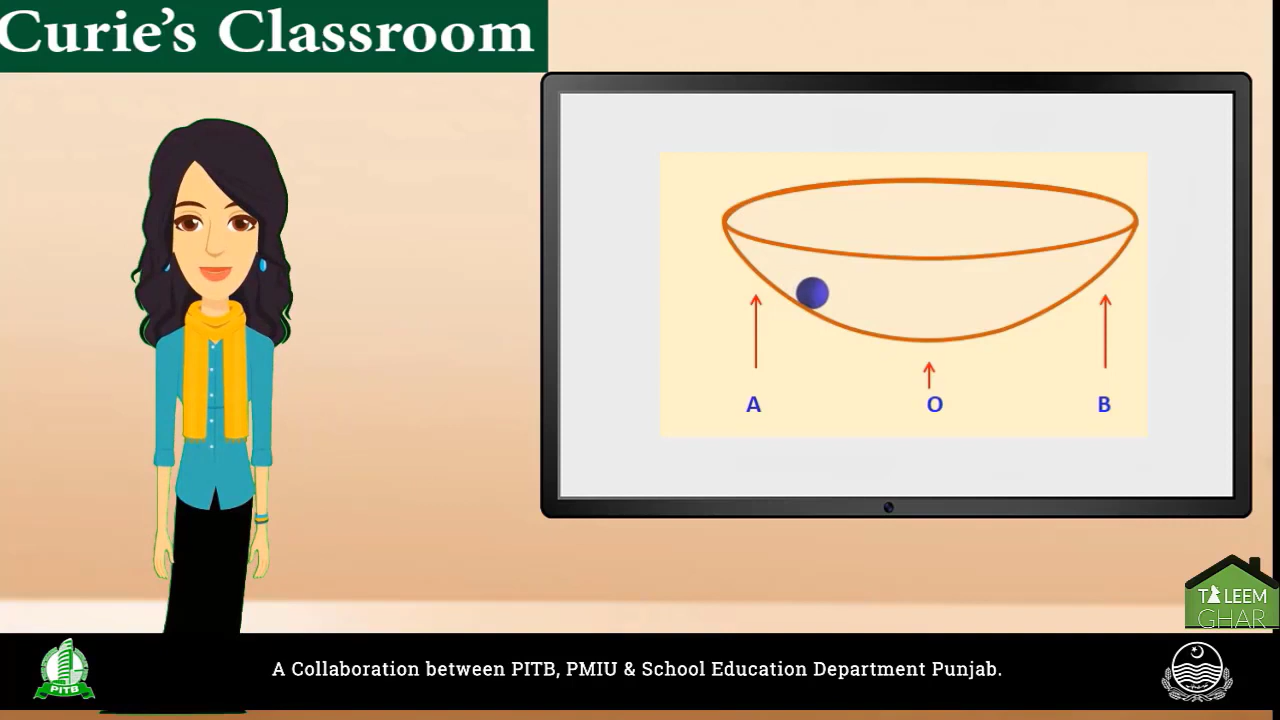 Curie's Classroom
A O B
TALEEM
GHAR
PITB
A Collaboration between PITB, PMIU & School Education Department Punjab.